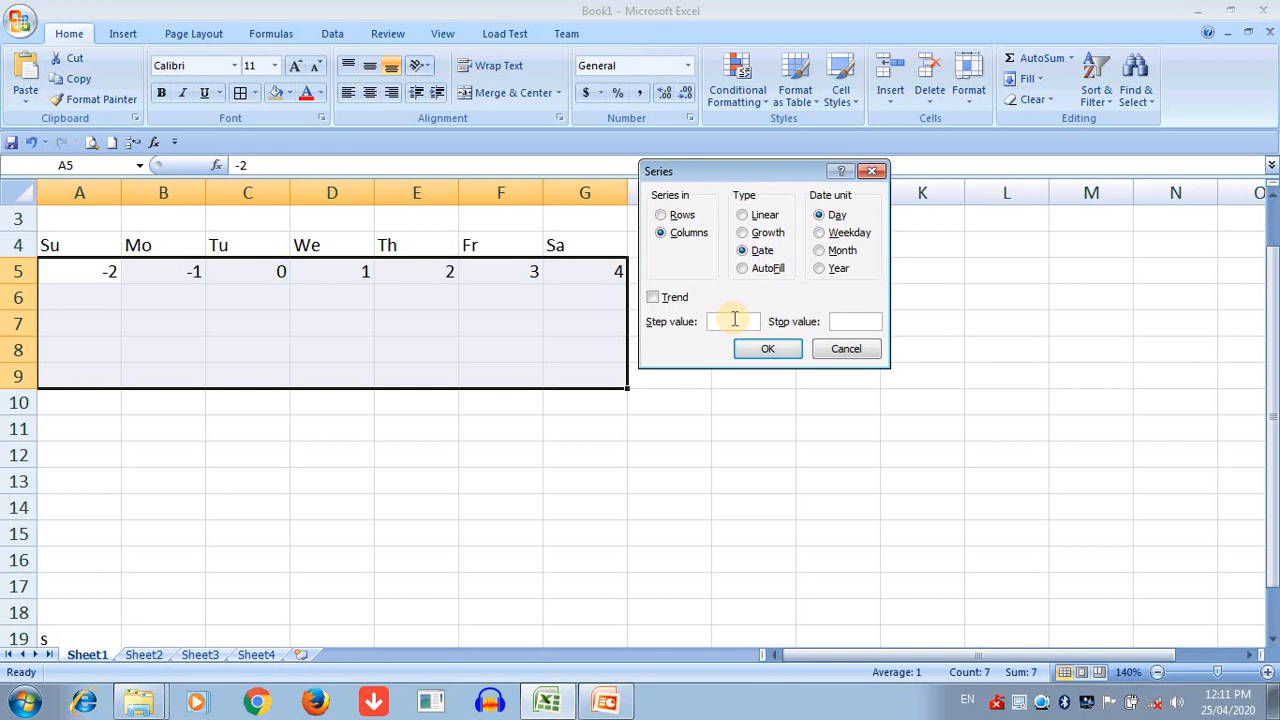 Book1 - Microsoft Excel
Home Insert Page Layout Formulas Data Review View Load Test Team
Paste
Cut
Copy
Format Painter
Clipboard
Calibri 11
B I U A
Font
Wrap Text
Merge & Center
Alignment
General
$ % ,
Number
Conditional Formatting
Format as Table
Cell Styles
Styles
Insert Delete Format
Cells
Σ AutoSum
Fill
Clear
Sort & Filter
Find & Select
Editing
A5 fx -2
A B C D E F G K L M N O
3
4 Su Mo Tu We Th Fr Sa
5 -2 -1 0 1 2 3 4
6
7
8
9
10
11
12
13
14
15
16
17
18
19 s
Series
Series in Type Date unit
Rows Linear Day
Columns Growth Weekday
Date Month
AutoFill Year
Trend
Step value: Stop value:
OK Cancel
Sheet1 Sheet2 Sheet3 Sheet4
Ready Average: 1 Count: 7 Sum: 7 140%
EN 12:11 PM
25/04/2020